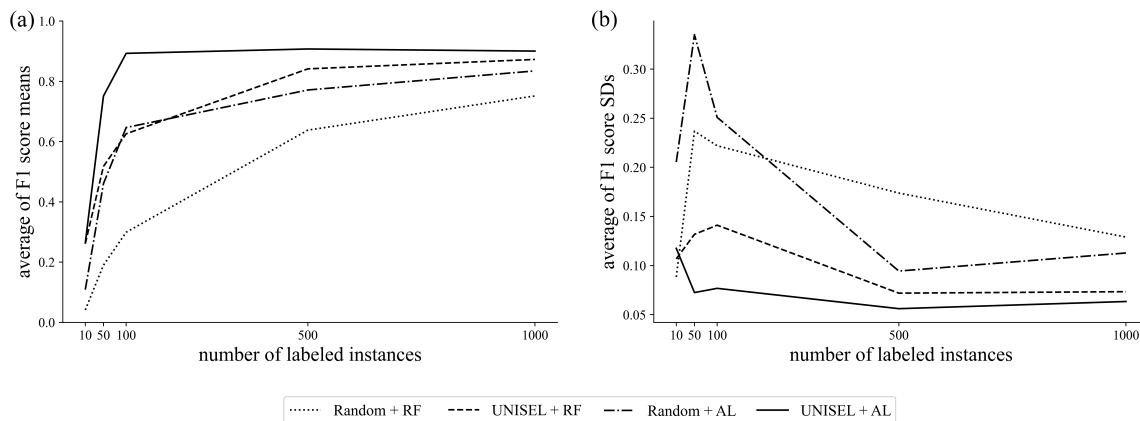 (a)
average of F1 score means
1.0
0.8
0.6
0.4
0.2
0.0
10 50 100 500 1000
number of labeled instances
(b)
average of F1 score SDs
0.30
0.25
0.20
0.15
0.10
0.05
10 50 100 500 1000
number of labeled instances
Random + RF UNISEL + RF Random + AL UNISEL + AL